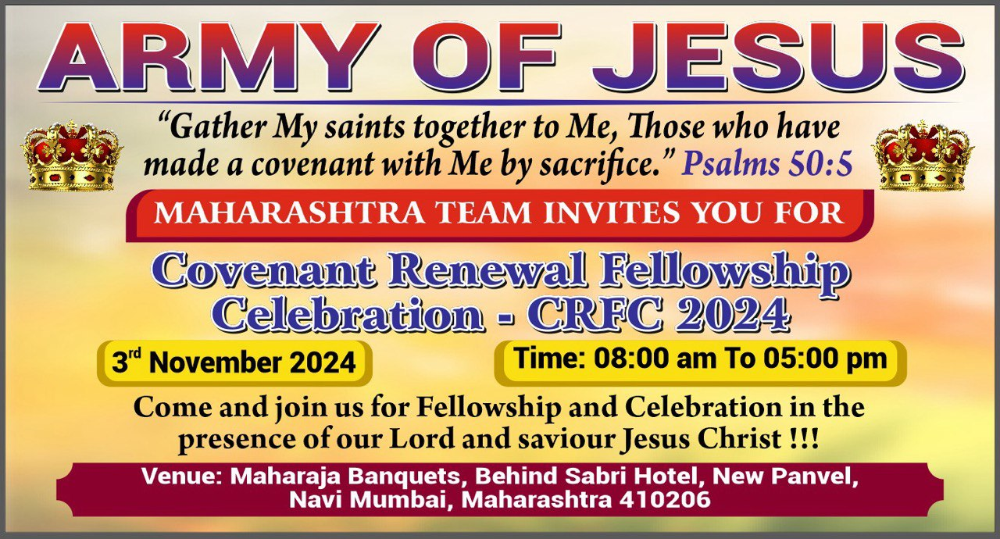 ARMY OF JESUS
“Gather My saints together to Me, Those who have
made a covenant with Me by sacrifice.” Psalms 50:5
MAHARASHTRA TEAM INVITES YOU FOR
Covenant Renewal Fellowship
Celebration - CRFC 2024
3rd November 2024
Time: 08:00 am To 05:00 pm
Come and join us for Fellowship and Celebration in the
presence of our Lord and saviour Jesus Christ !!!
Venue: Maharaja Banquets, Behind Sabri Hotel, New Panvel,
Navi Mumbai, Maharashtra 410206